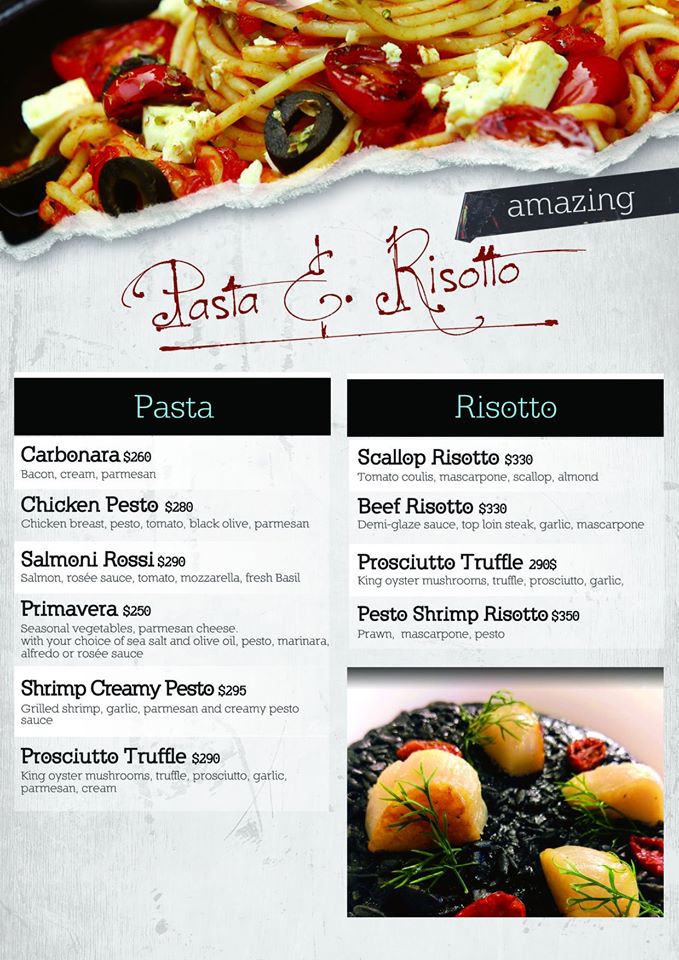 amazing
Pasta & Risotto
Pasta
Carbonara $260
Bacon, cream, parmesan
Chicken Pesto $280
Chicken breast, pesto, tomato, black olive, parmesan
Salmoni Rossi $290
Salmon, rosée sauce, tomato, mozzarella, fresh Basil
Primavera $250
Seasonal vegetables, parmesan cheese.
with your choice of sea salt and olive oil, pesto, marinara,
alfredo or rosée sauce
Shrimp Creamy Pesto $295
Grilled shrimp, garlic, parmesan and creamy pesto
sauce
Prosciutto Truffle $290
King oyster mushrooms, truffle, prosciutto, garlic,
parmesan, cream
Risotto
Scallop Risotto $330
Tomato coulis, mascarpone, scallop, almond
Beef Risotto $330
Demi-glaze sauce, top loin steak, garlic, mascarpone
Prosciutto Truffle 290$
King oyster mushrooms, truffle, prosciutto, garlic,
Pesto Shrimp Risotto $350
Prawn, mascarpone, pesto